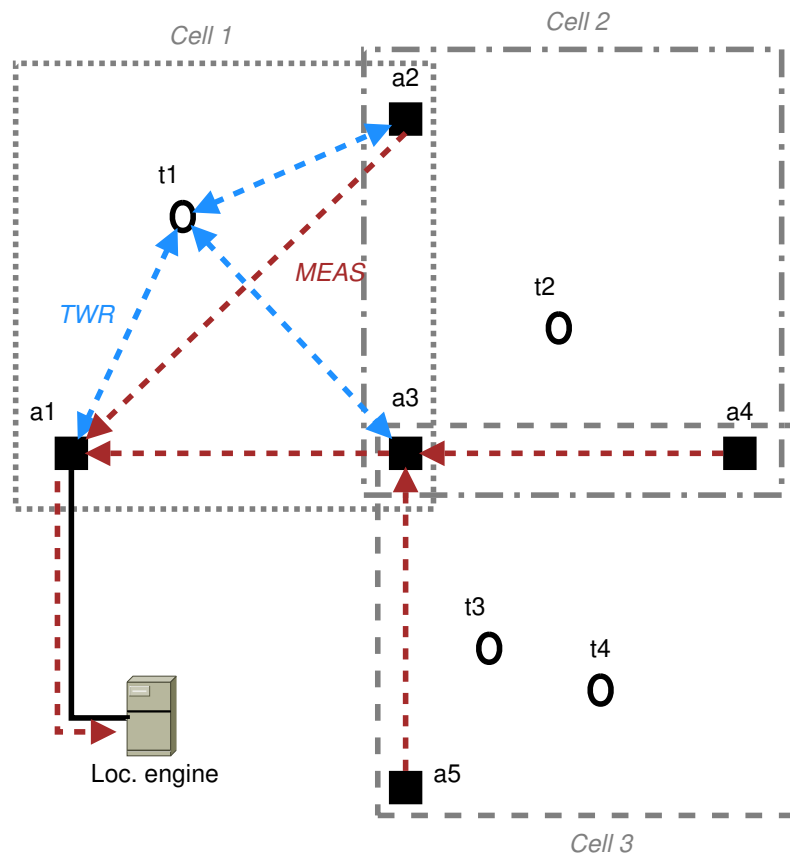 Cell 1
Cell 2
a2
t1
MEAS
t2
TWR
a1
a3
a4
t3
t4
Loc. engine
a5
Cell 3